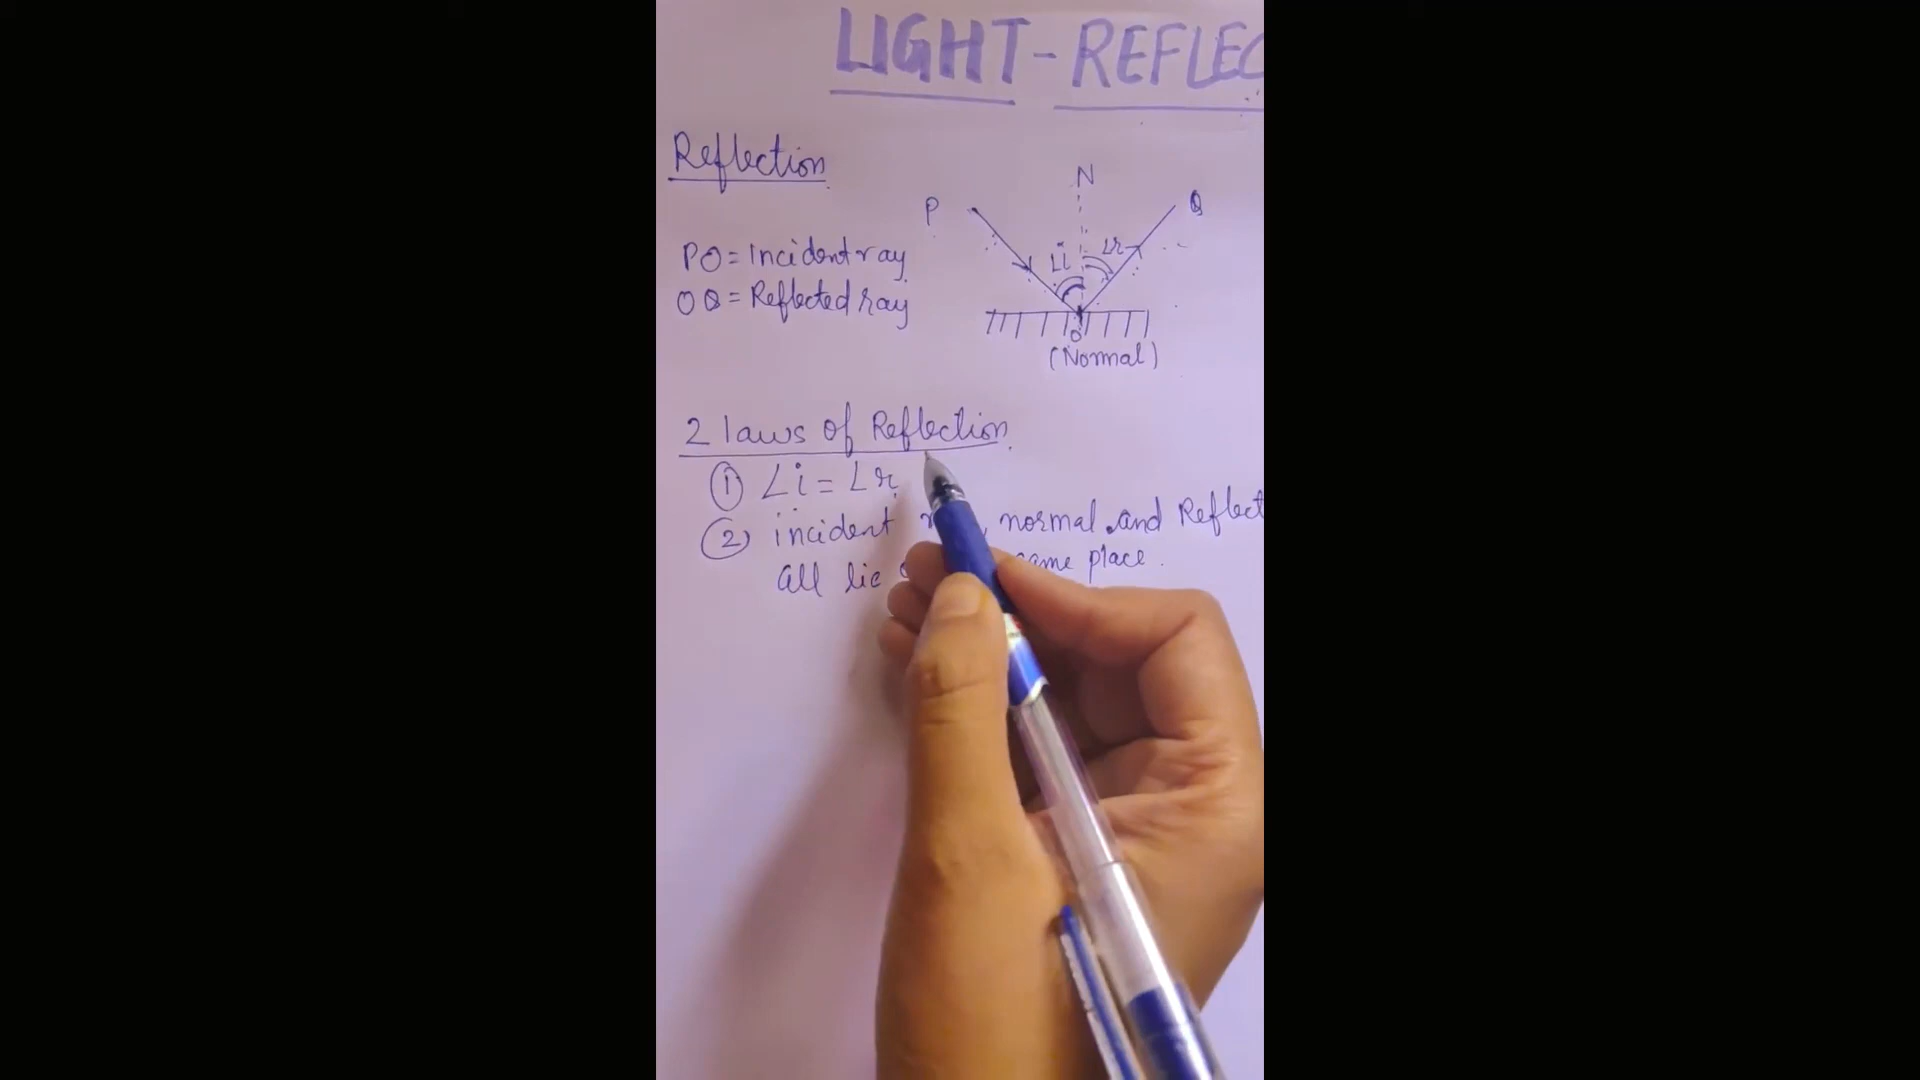 LIGHT-REFLEC
Reflection
N
P
Q
∠i
∠r
PO = Incident ray
OQ = Reflected ray
O
(Normal)
2 laws of Reflection
① ∠i = ∠r
② incident normal and Reflect
all lie same place.